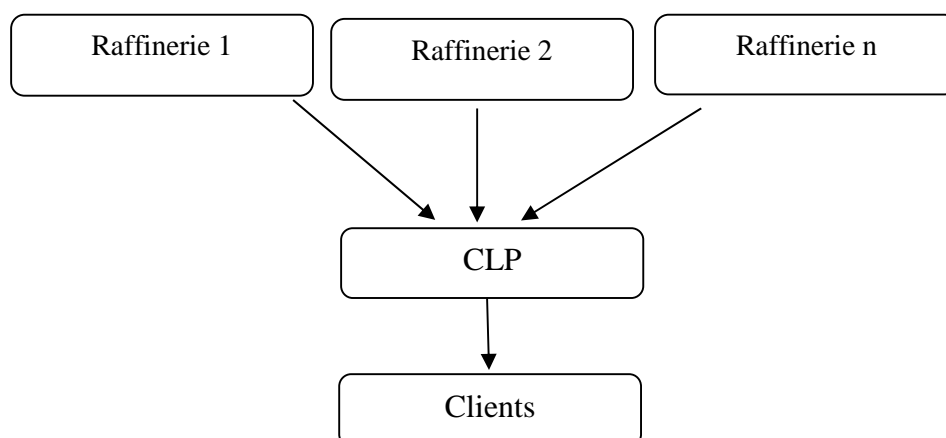 Raffinerie 1
Raffinerie 2
Raffinerie n
CLP
Clients